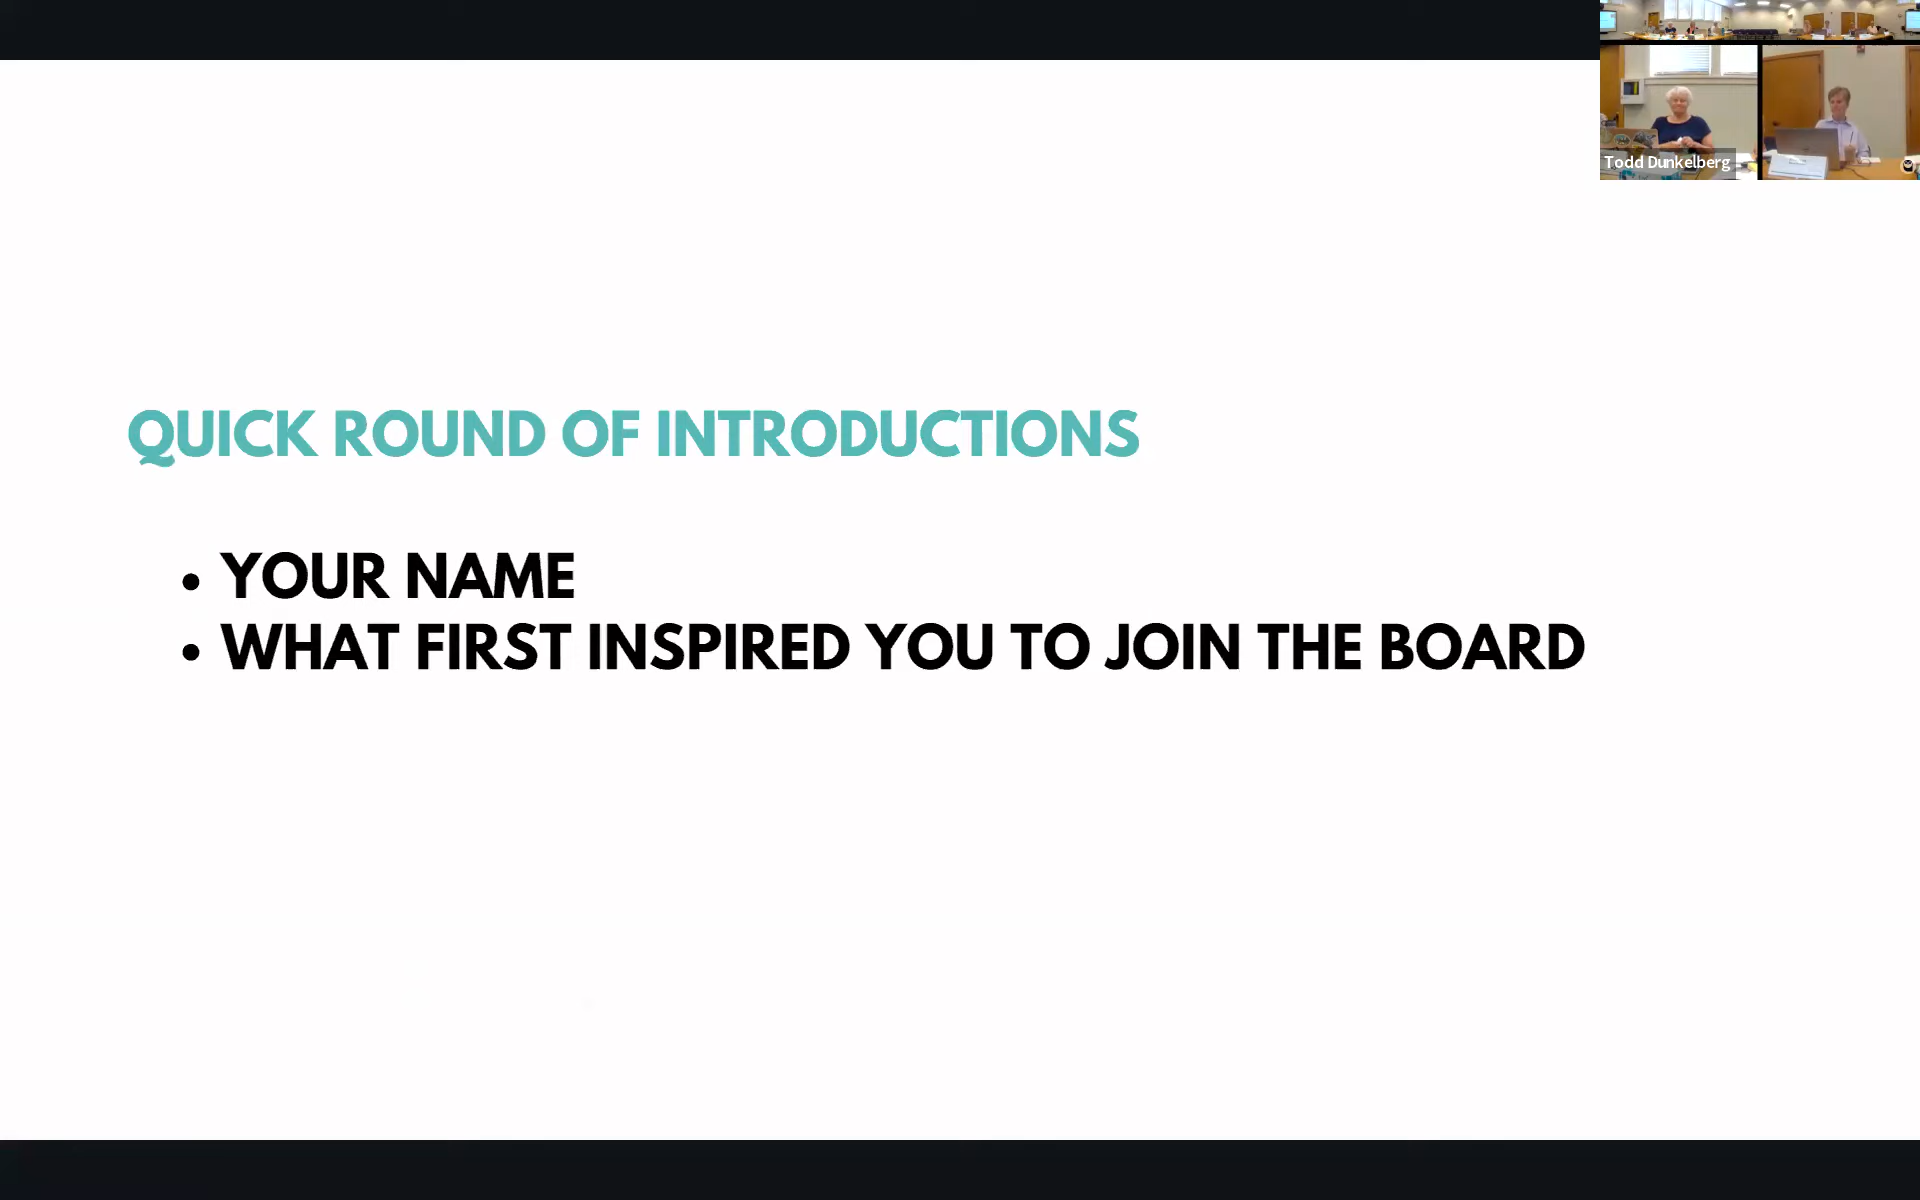 Todd Dunkelberg
QUICK ROUND OF INTRODUCTIONS
• YOUR NAME
• WHAT FIRST INSPIRED YOU TO JOIN THE BOARD